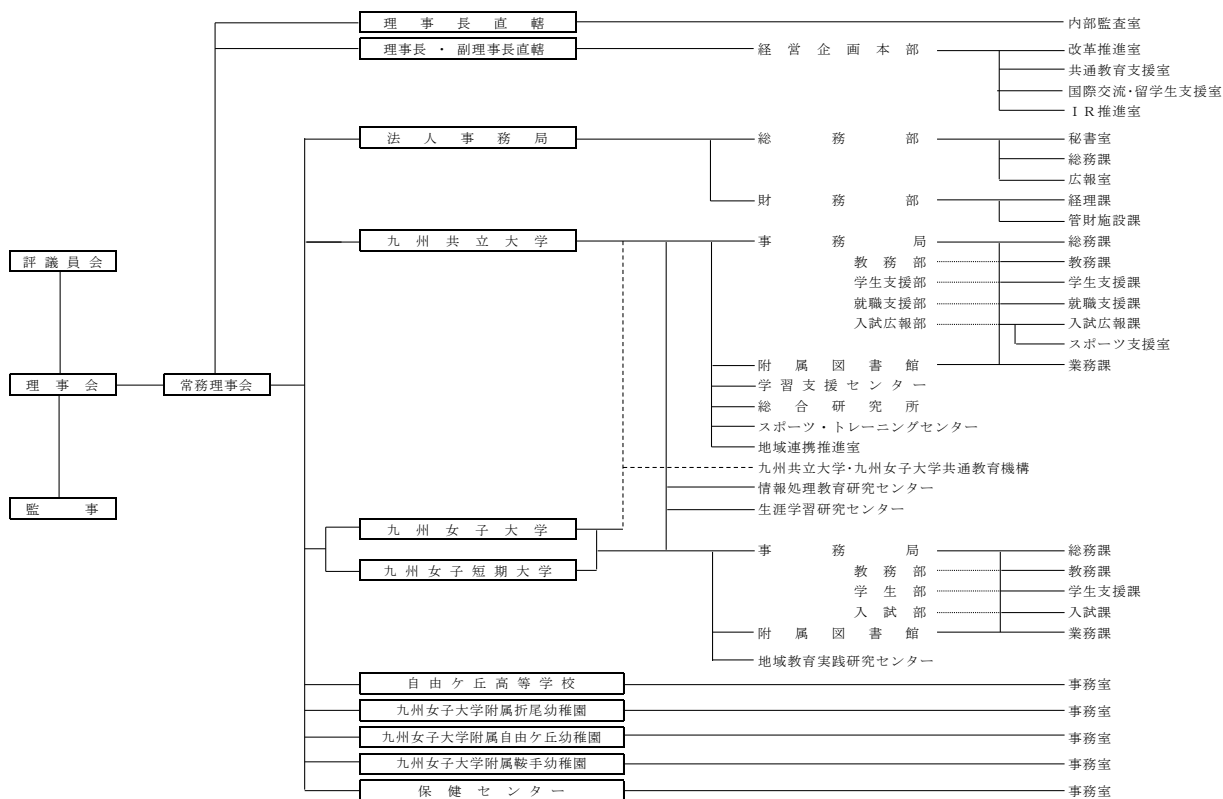 理事長直轄
内部監査室
理事長・副理事長直轄
経営企画本部
改革推進室
共通教育支援室
国際交流・留学生支援室
ＩＲ推進室
法人事務局
総務部
秘書室
総務課
広報室
財務部
経理課
管財施設課
九州共立大学
事務局
総務課
評議員会
教務部
教務課
学生支援部
学生支援課
就職支援部
就職支援課
入試広報部
入試広報課
スポーツ支援室
附属図書館
業務課
理事会
常務理事会
学習支援センター
総合研究所
スポーツ・トレーニングセンター
地域連携推進室
九州共立大学・九州女子大学共通教育機構
情報処理教育研究センター
監事
生涯学習研究センター
九州女子大学
九州女子短期大学
事務局
総務課
教務部
教務課
学生部
学生支援課
入試部
入試課
附属図書館
業務課
地域教育実践研究センター
自由ケ丘高等学校
事務室
九州女子大学附属折尾幼稚園
事務室
九州女子大学附属自由ケ丘幼稚園
事務室
九州女子大学附属鞍手幼稚園
事務室
保健センター
事務室